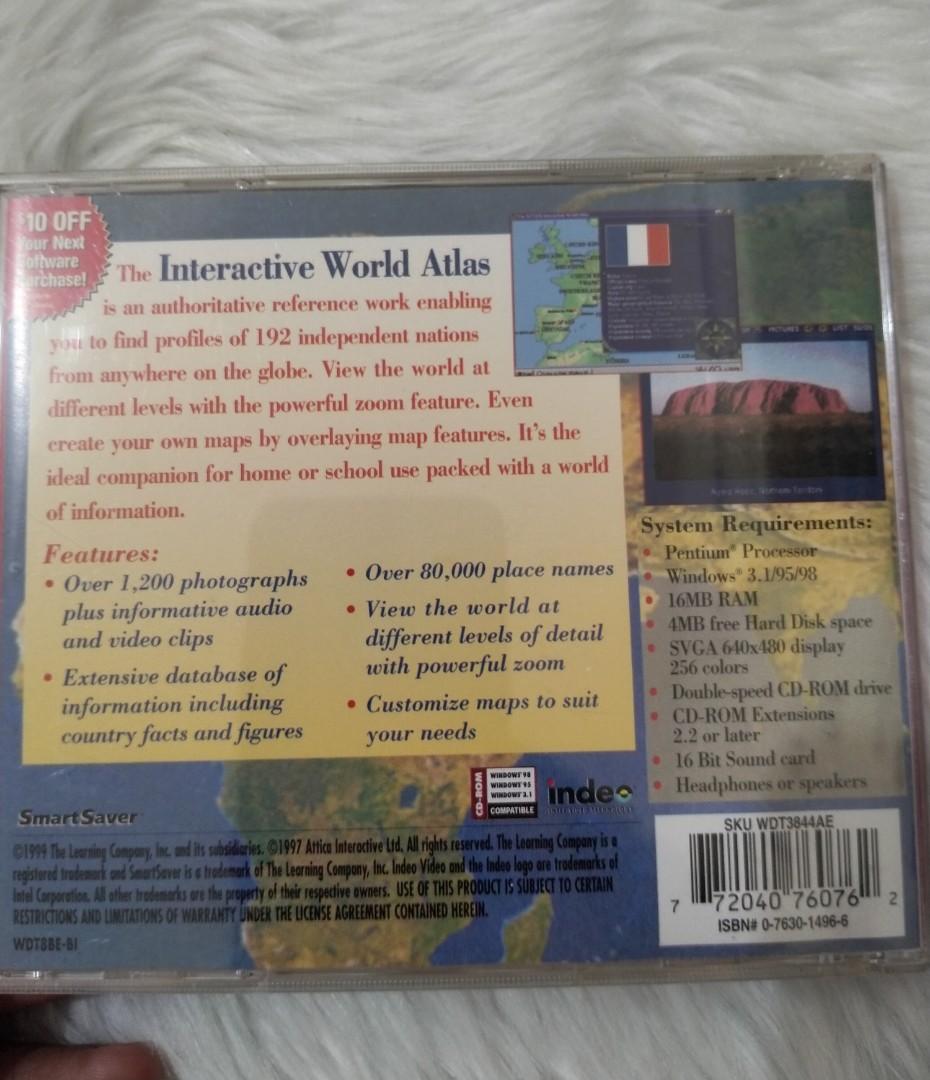 $10 OFF
Your Next
Software
Purchase!
The Interactive World Atlas
is an authoritative reference work enabling
you to find profiles of 192 independent nations
from anywhere on the globe. View the world at
different levels with the powerful zoom feature. Even
create your own maps by overlaying map features. It's the
ideal companion for home or school use packed with a world
of information.
Features:
• Over 1,200 photographs
plus informative audio
and video clips
• Extensive database of
information including
country facts and figures
• Over 80,000 place names
• View the world at
different levels of detail
with powerful zoom
• Customize maps to suit
your needs
PICTURES
LIST
Ayers Rock, Northern Territory
System Requirements:
• Pentium® Processor
• Windows® 3.1/95/98
• 16MB RAM
• 4MB free Hard Disk space
• SVGA 640x480 display
256 colors
• Double-speed CD-ROM drive
• CD-ROM Extensions
2.2 or later
• 16 Bit Sound card
• Headphones or speakers
CD-ROM
WINDOWS® 98
WINDOWS® 95
WINDOWS® 3.1
COMPATIBLE
indeo
SmartSaver
©1999 The Learning Company, Inc. and its subsidiaries. ©1997 Attica Interactive Ltd. All rights reserved. The Learning Company is a
registered trademark and SmartSaver is a trademark of The Learning Company, Inc. Indeo Video and the Indeo logo are trademarks of
Intel Corporation. All other trademarks are the property of their respective owners. USE OF THIS PRODUCT IS SUBJECT TO CERTAIN
RESTRICTIONS AND LIMITATIONS OF WARRANTY UNDER THE LICENSE AGREEMENT CONTAINED HEREIN.
WDT8BE-BI
SKU WDT3844AE
7 72040 76076 2
ISBN# 0-7630-1496-6